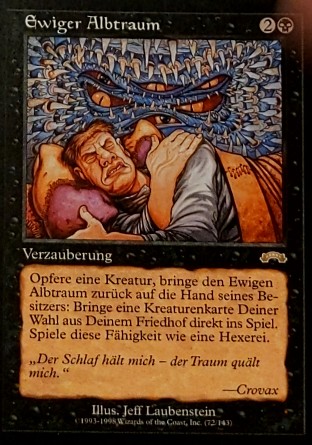 Ewiger Albtraum 2
Verzauberung
Opfere eine Kreatur, bringe den Ewigen
Albtraum zurück auf die Hand seines Be-
sitzers: Bringe eine Kreaturenkarte Deiner
Wahl aus Deinem Friedhof direkt ins Spiel.
Spiele diese Fähigkeit wie eine Hexerei.
„Der Schlaf hält mich – der Traum quält
mich.“
—Crovax
Illus. Jeff Laubenstein
© 1993-1998 Wizards of the Coast, Inc. (72/143)